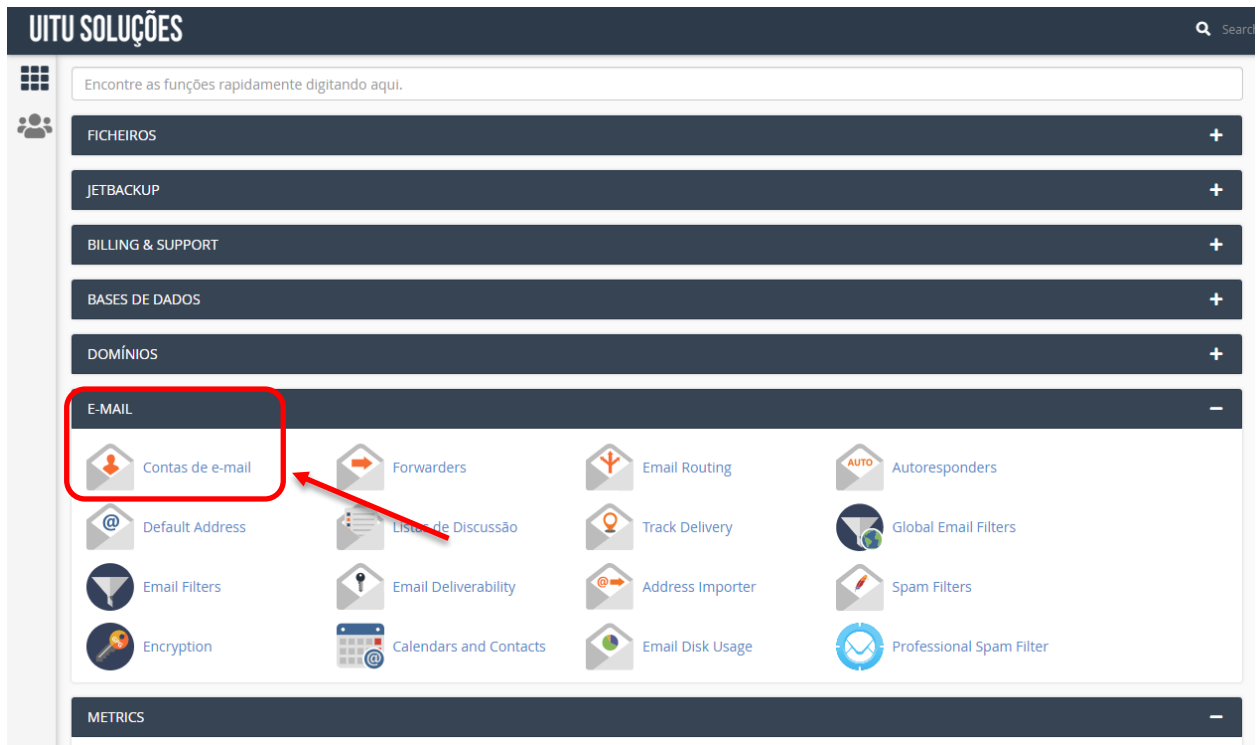 UITU SOLUÇÕES
Search
Encontre as funções rapidamente digitando aqui.
FICHEIROS
JETBACKUP
BILLING & SUPPORT
BASES DE DADOS
DOMÍNIOS
E-MAIL
Contas de e-mail Forwarders Email Routing AUTO Autoresponders
@ Default Address Listas de Discussão Track Delivery Global Email Filters
Email Filters Email Deliverability @ Address Importer Spam Filters
Encryption @ Calendars and Contacts Email Disk Usage Professional Spam Filter
METRICS